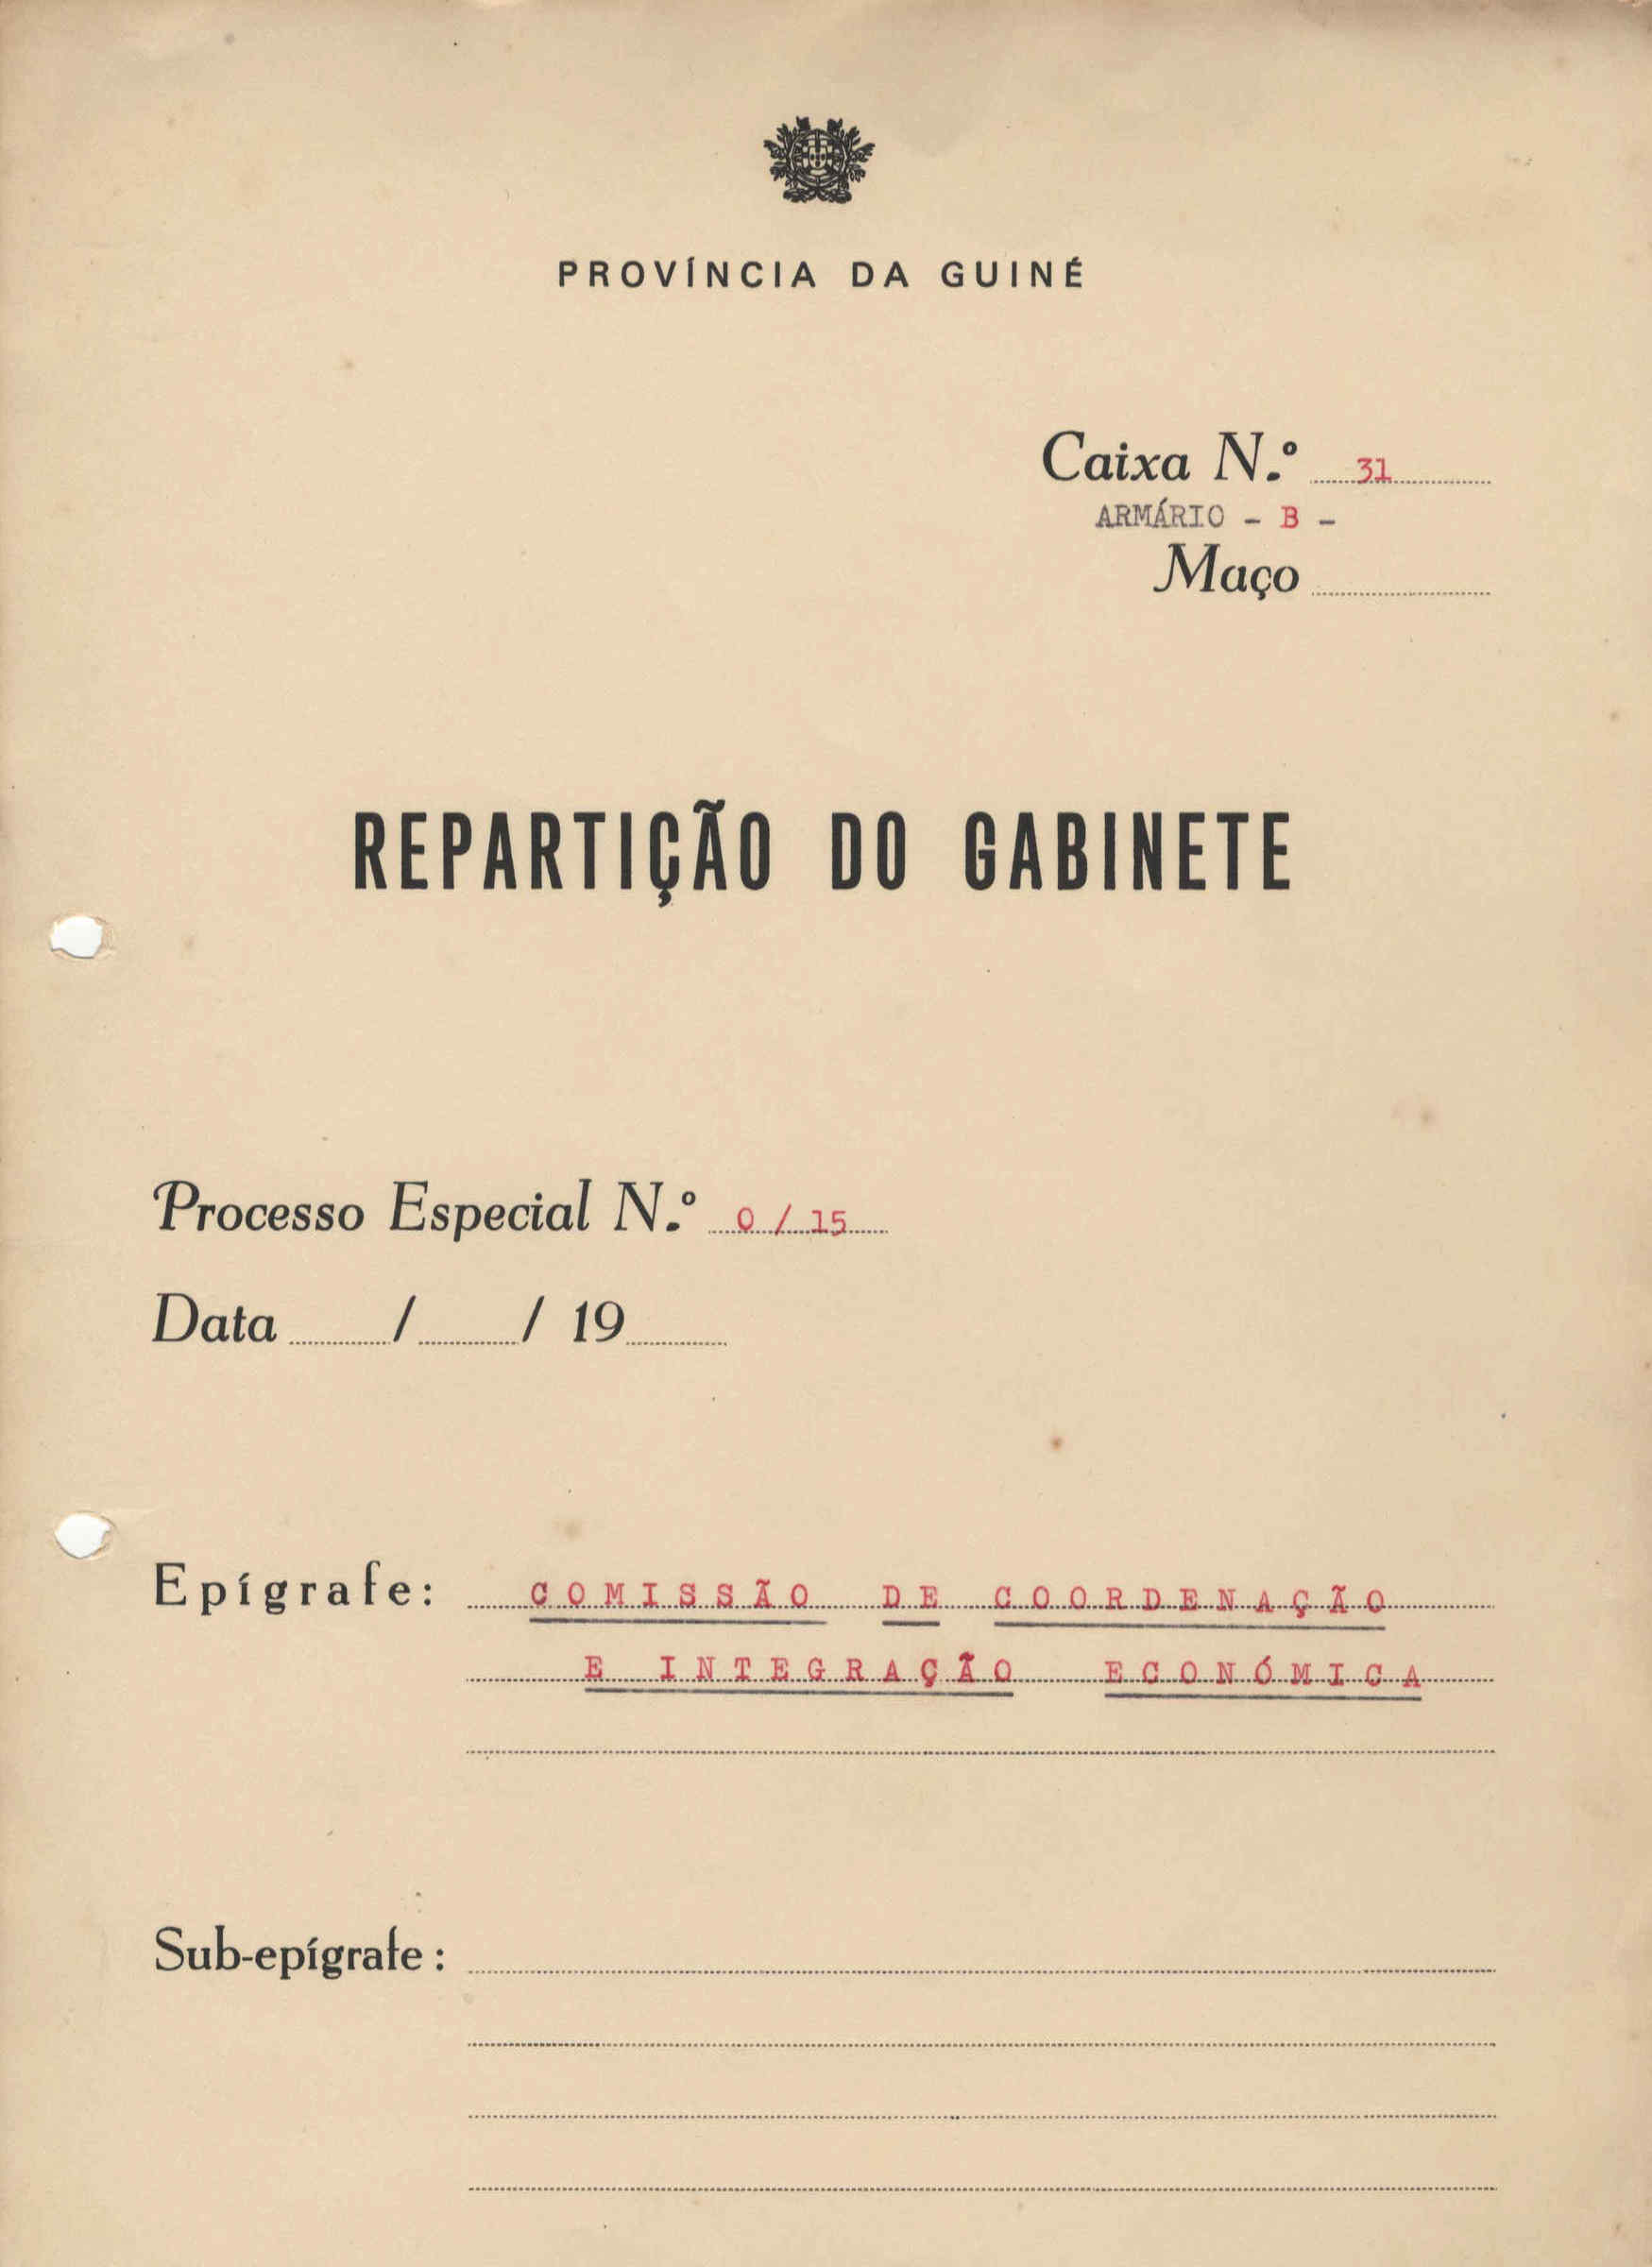 PROVÍNCIA DA GUINÉ
Caixa N.º 31
ARMÁRIO - B -
Maço
REPARTIÇÃO DO GABINETE
Processo Especial N.º 0 / 15
Data / / 19
Epígrafe: COMISSÃO DE COORDENAÇÃO
E INTEGRAÇÃO ECONÓMICA
Sub-epígrafe :